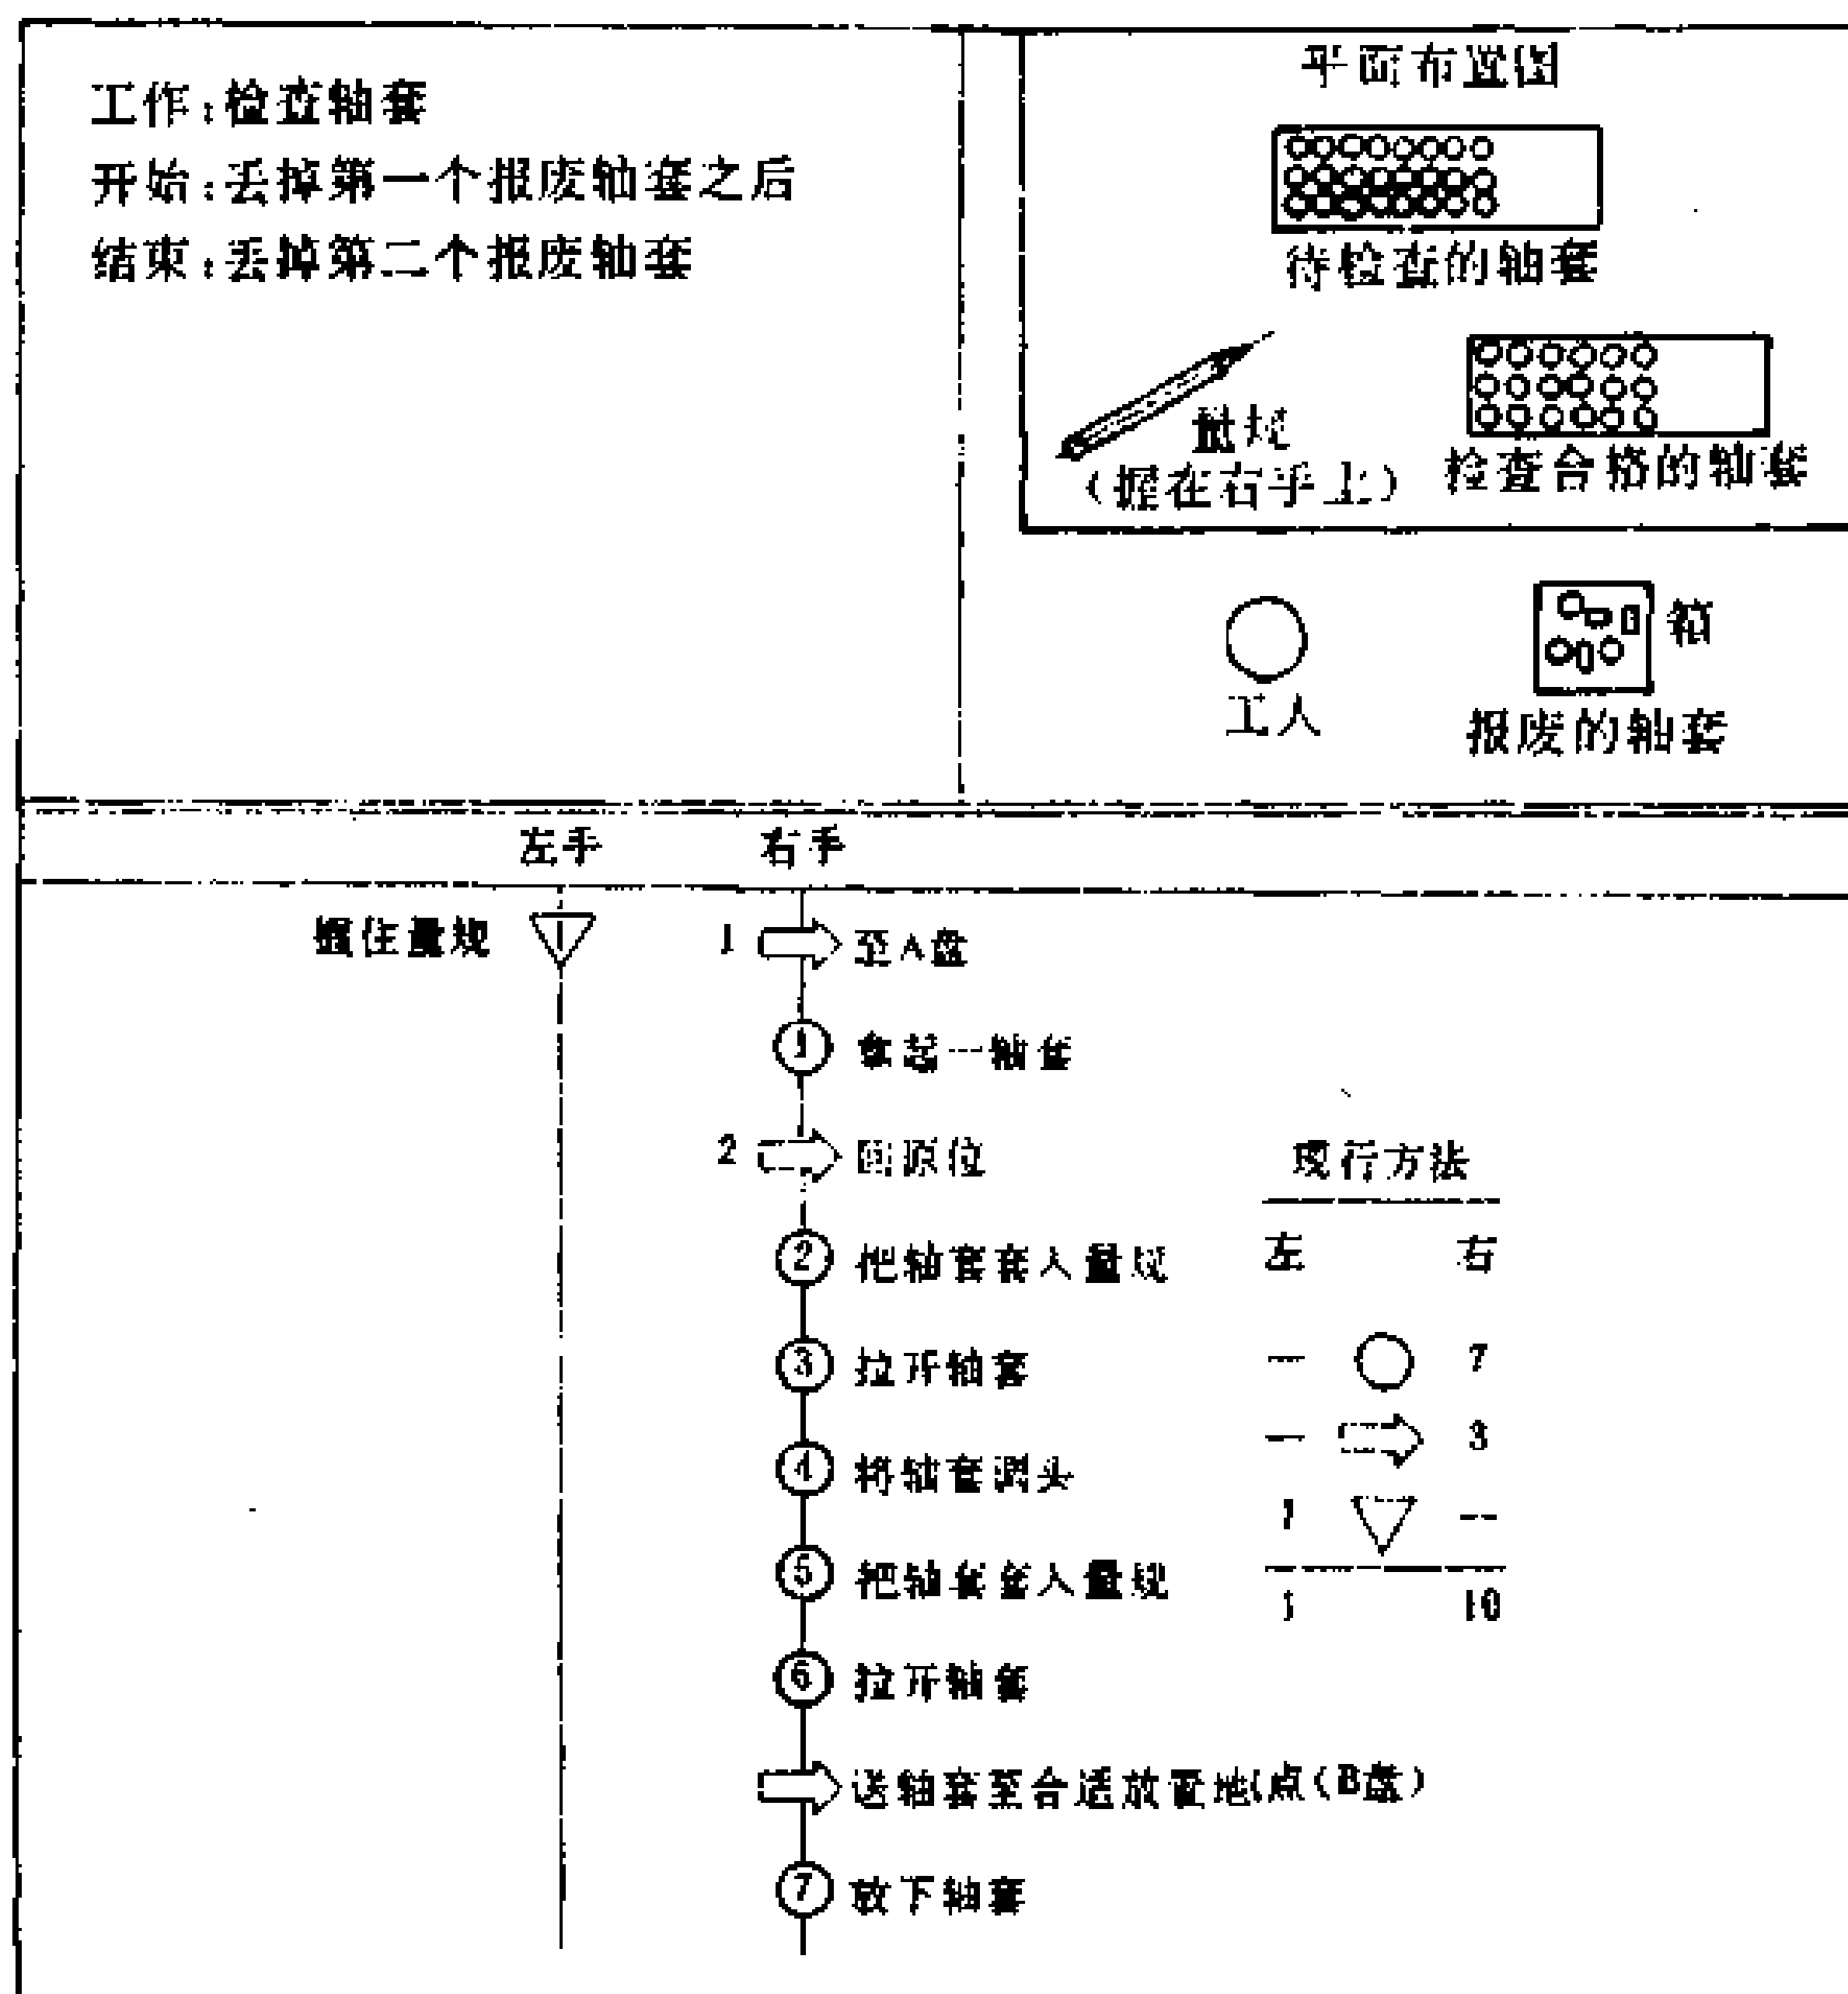 工作:检查轴套
开始:丢掉第一个报废轴套之后
结束:丢掉第二个报废轴套
平面布置图
待检查的轴套
量规
(握在右手上)
检查合格的轴套
工人
箱
报废的轴套
左手 右手
握住量规
1 至A盘
1 拿起一轴套
2 回原位
2 把轴套套入量规
3 拉开轴套
4 将轴套调头
5 把轴套套入量规
6 拉开轴套
送轴套至合适放置地点(B盘)
7 放下轴套
现行方法
左 右
— 7
— 3
1 —
1 10